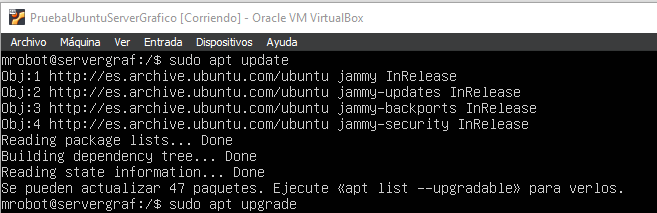 PruebaUbuntuServerGrafico [Corriendo] - Oracle VM VirtualBox
Archivo Máquina Ver Entrada Dispositivos Ayuda
mrobot@servergraf:/$ sudo apt update
Obj:1 http://es.archive.ubuntu.com/ubuntu jammy InRelease
Obj:2 http://es.archive.ubuntu.com/ubuntu jammy-updates InRelease
Obj:3 http://es.archive.ubuntu.com/ubuntu jammy-backports InRelease
Obj:4 http://es.archive.ubuntu.com/ubuntu jammy-security InRelease
Reading package lists... Done
Building dependency tree... Done
Reading state information... Done
Se pueden actualizar 47 paquetes. Ejecute «apt list --upgradable» para verlos.
mrobot@servergraf:/$ sudo apt upgrade